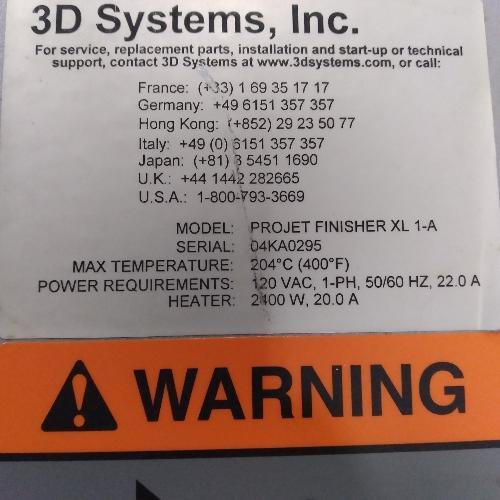 3D Systems, Inc.
For service, replacement parts, installation and start-up or technical
support, contact 3D Systems at www.3dsystems.com, or call:
France: (+33) 1 69 35 17 17
Germany: +49 6151 357 357
Hong Kong: (+852) 29 23 50 77
Italy: +49 (0) 6151 357 357
Japan: (+81) 3 5451 1690
U.K.: +44 1442 282665
U.S.A.: 1-800-793-3669
MODEL: PROJET FINISHER XL 1-A
SERIAL: 04KA0295
MAX TEMPERATURE: 204°C (400°F)
POWER REQUIREMENTS: 120 VAC, 1-PH, 50/60 HZ, 22.0 A
HEATER: 2400 W, 20.0 A
WARNING